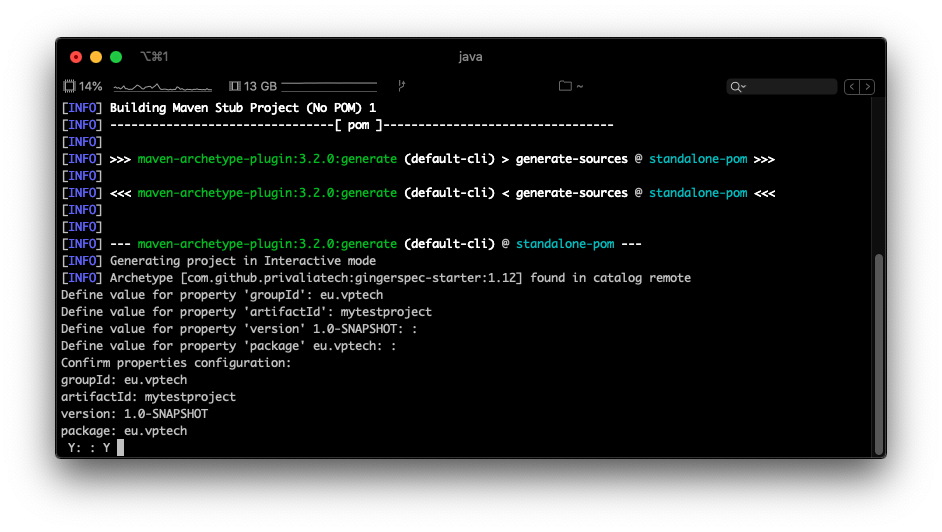 ⌥⌘1
java
14%
13 GB
~
[INFO] Building Maven Stub Project (No POM) 1
[INFO] --------------------------------[ pom ]---------------------------------
[INFO]
[INFO] >>> maven-archetype-plugin:3.2.0:generate (default-cli) > generate-sources @ standalone-pom >>>
[INFO]
[INFO] <<< maven-archetype-plugin:3.2.0:generate (default-cli) < generate-sources @ standalone-pom <<<
[INFO]
[INFO]
[INFO] --- maven-archetype-plugin:3.2.0:generate (default-cli) @ standalone-pom ---
[INFO] Generating project in Interactive mode
[INFO] Archetype [com.github.privaliatech:gingerspec-starter:1.12] found in catalog remote
Define value for property 'groupId': eu.vptech
Define value for property 'artifactId': mytestproject
Define value for property 'version' 1.0-SNAPSHOT: :
Define value for property 'package' eu.vptech: :
Confirm properties configuration:
groupId: eu.vptech
artifactId: mytestproject
version: 1.0-SNAPSHOT
package: eu.vptech
Y: : Y